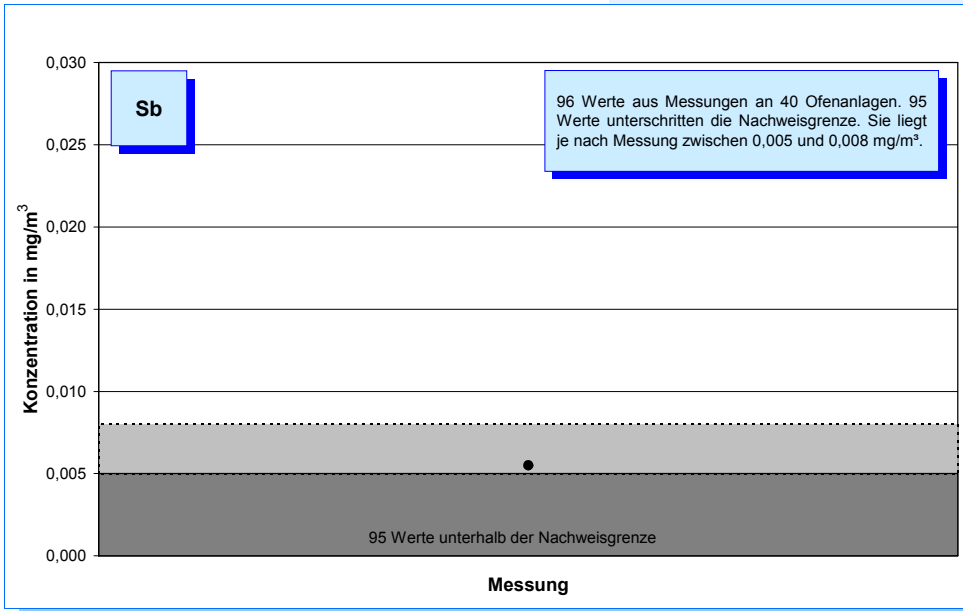 Sb
96 Werte aus Messungen an 40 Ofenanlagen. 95
Werte unterschritten die Nachweisgrenze. Sie liegt
je nach Messung zwischen 0,005 und 0,008 mg/m³.
Konzentration in mg/m³
0,030
0,025
0,020
0,015
0,010
0,005
0,000
95 Werte unterhalb der Nachweisgrenze
Messung